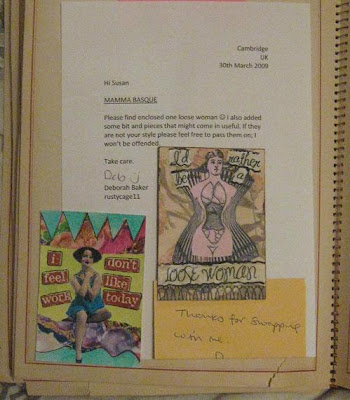 Cambridge
UK
30th March 2009
Hi Susan
MAMMA BASQUE
Please find enclosed one loose woman ☺ I also added
some bit and pieces that might come in useful. If they
are not your style please feel free to pass them on; I
won't be offended.
Take care.
Deb J
Deborah Baker
rustycage11
I'd rather
be a
loose woman
i don't
feel like
work today
Thanks for swapping
with me
D